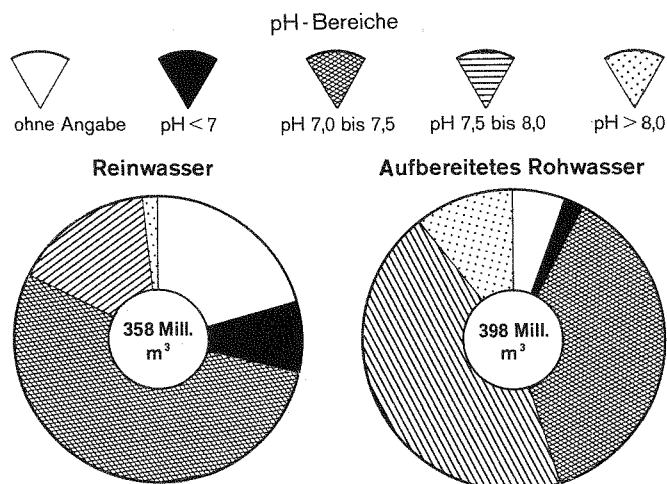 pH-Bereiche
ohne Angabe
pH < 7
pH 7,0 bis 7,5
pH 7,5 bis 8,0
pH > 8,0
Reinwasser
Aufbereitetes Rohwasser
358 Mill.
m³
398 Mill.
m³